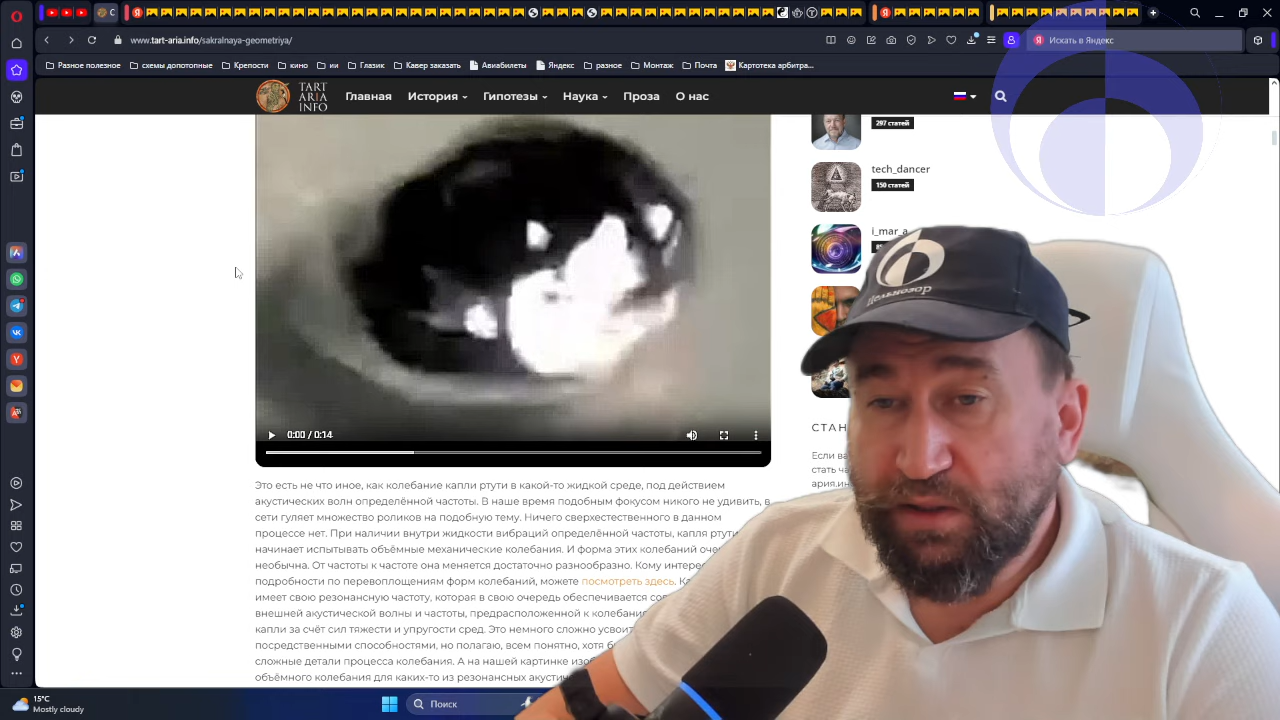 www.tart-aria.info/sakralnaya-geometriya/
Искать в Яндекс
Разное полезное
схемы допотопные
Крепости
кино
ии
Глазик
Кавер заказать
Авиабилеты
Яндекс
разное
Монтаж
Почта
Картотека арбитра...
TART
ARIA
INFO
Главная
История
Гипотезы
Наука
Проза
О нас
297 статей
tech_dancer
150 статей
i_mar_a
Цельнозор
0:00 / 0:14
СТАН
Если ва
стать ча
ария.ин
Это есть не что иное, как колебание капли ртути в какой-то жидкой среде, под действием
акустических волн определённой частоты. В наше время подобным фокусом никого не удивить, в
сети гуляет множество роликов на подобную тему. Ничего сверхестественного в данном
процессе нет. При наличии внутри жидкости вибраций определённой частоты, капля ртути
начинает испытывать объёмные механические колебания. И форма этих колебаний очен
необычна. От частоты к частоте она меняется достаточно разнообразно. Кому интерес
подробности по перевоплощениям форм колебаний, можете посмотреть здесь. Ка
имеет свою резонансную частоту, которая в свою очередь обеспечивается сов
внешней акустической волны и частоты, предрасположенной к колебани
капли за счёт сил тяжести и упругости сред. Это немного сложно усвоит
посредственными способностями, но полагаю, всем понятно, хотя б
сложные детали процесса колебания. А на нашей картинке изо
объёмного колебания для каких-то из резонансных акустич
15°C
Mostly cloudy
Поиск